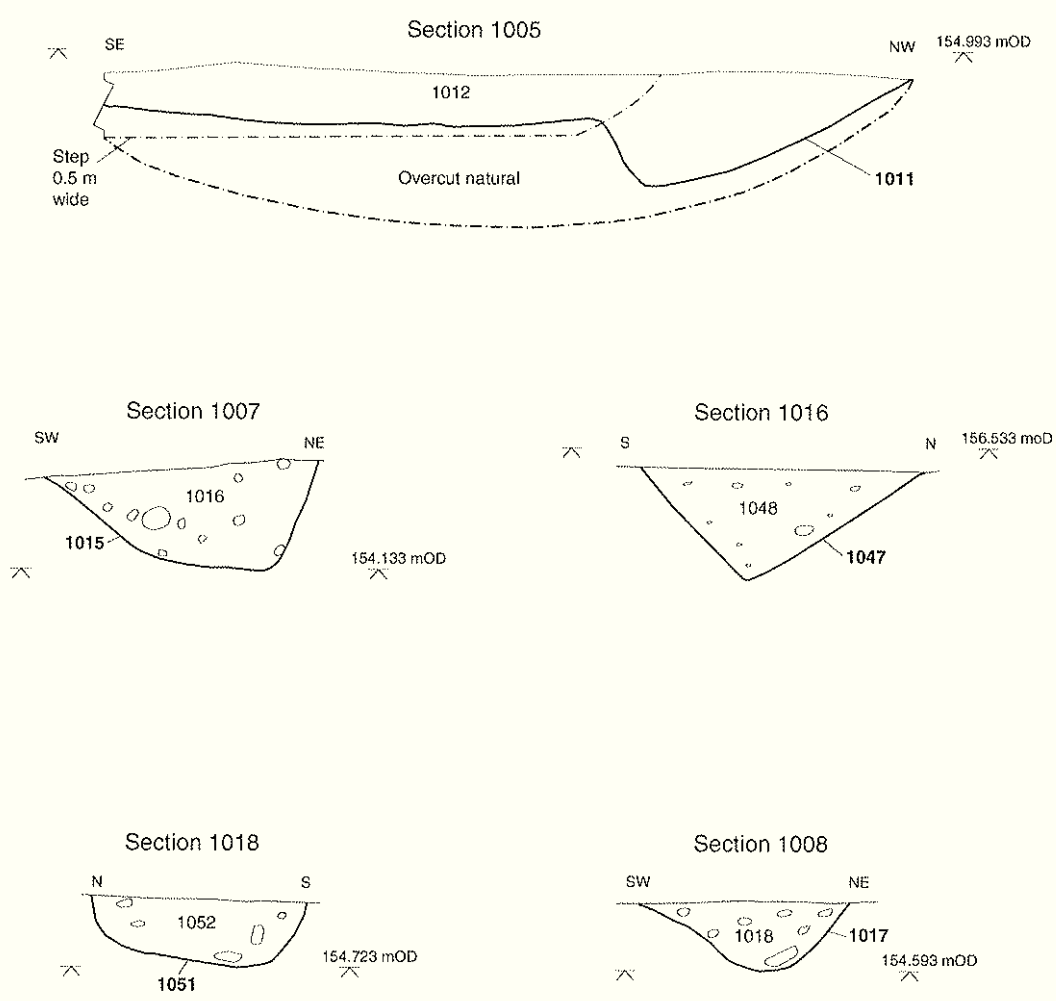 Section 1005
SE
NW
154.993 mOD
1012
Step
0.5 m
wide
Overcut natural
1011
Section 1007
SW
NE
1016
1015
154.133 mOD
Section 1016
S
N
156.533 moD
1048
1047
Section 1018
N
S
1052
154.723 mOD
1051
Section 1008
SW
NE
1018
1017
154.593 mOD